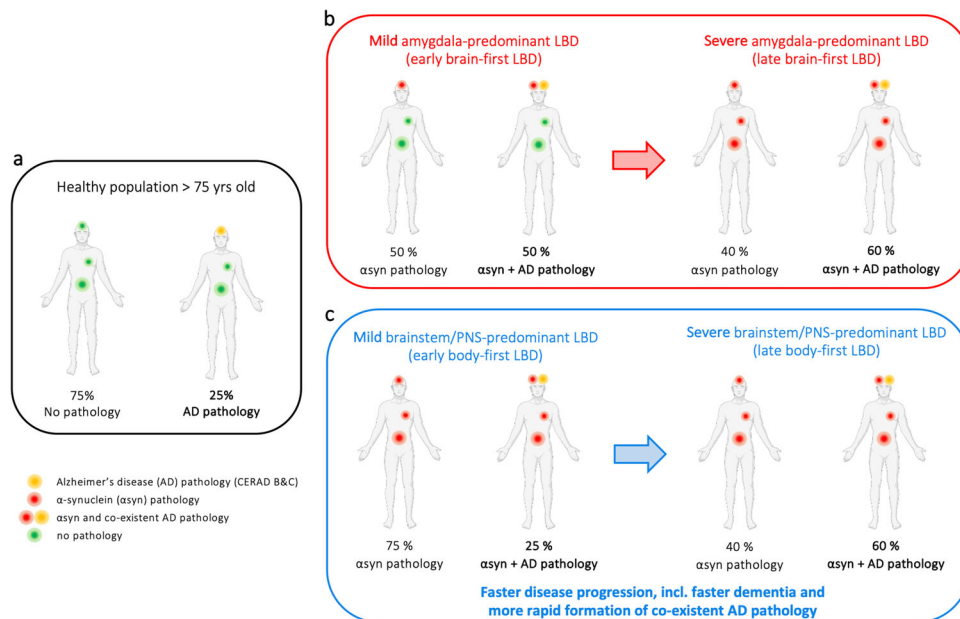 a
Healthy population > 75 yrs old
75%
No pathology
25%
AD pathology
Alzheimer's disease (AD) pathology (CERAD B&C)
α-synuclein (αsyn) pathology
αsyn and co-existent AD pathology
no pathology
b
Mild amygdala-predominant LBD
(early brain-first LBD)
Severe amygdala-predominant LBD
(late brain-first LBD)
50 %
αsyn pathology
50 %
αsyn + AD pathology
40 %
αsyn pathology
60 %
αsyn + AD pathology
c
Mild brainstem/PNS-predominant LBD
(early body-first LBD)
Severe brainstem/PNS-predominant LBD
(late body-first LBD)
75 %
αsyn pathology
25 %
αsyn + AD pathology
40 %
αsyn pathology
60 %
αsyn + AD pathology
Faster disease progression, incl. faster dementia and
more rapid formation of co-existent AD pathology